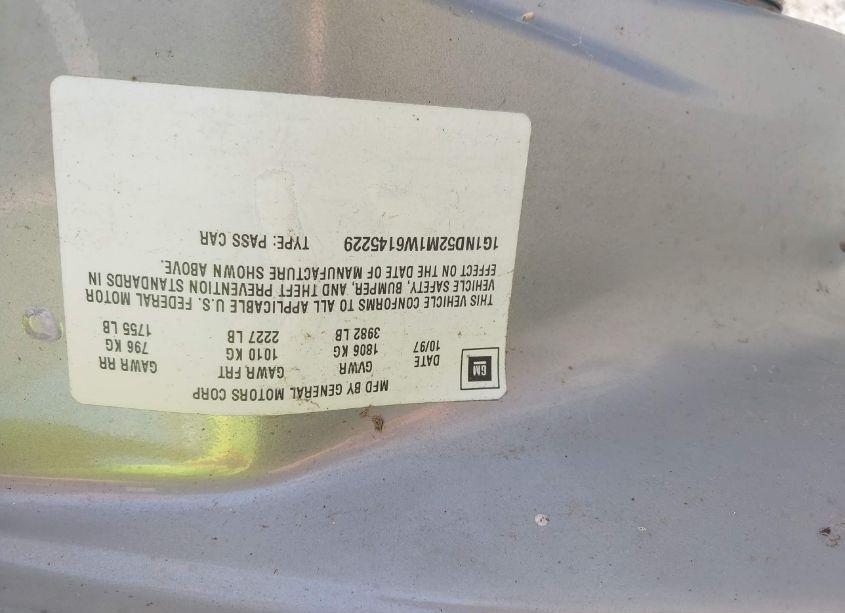 GM
MFD BY GENERAL MOTORS CORP
DATE GVWR GAWR FRT GAWR RR
10/97 1806 KG 1010 KG 796 KG
3982 LB 2227 LB 1755 LB
THIS VEHICLE CONFORMS TO ALL APPLICABLE U.S. FEDERAL MOTOR
VEHICLE SAFETY, BUMPER, AND THEFT PREVENTION STANDARDS IN
EFFECT ON THE DATE OF MANUFACTURE SHOWN ABOVE.
1G1ND52M1W6145229 TYPE: PASS CAR